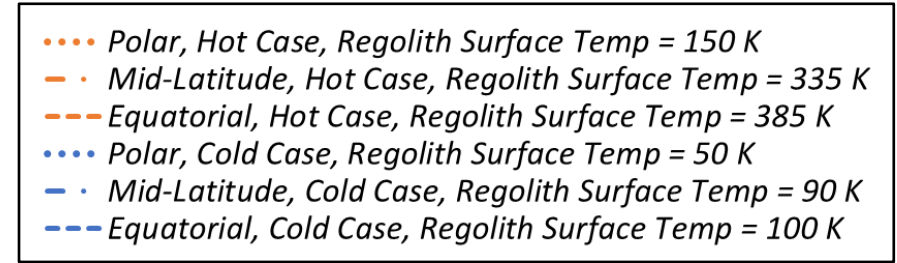 Polar, Hot Case, Regolith Surface Temp = 150 K
Mid-Latitude, Hot Case, Regolith Surface Temp = 335 K
Equatorial, Hot Case, Regolith Surface Temp = 385 K
Polar, Cold Case, Regolith Surface Temp = 50 K
Mid-Latitude, Cold Case, Regolith Surface Temp = 90 K
Equatorial, Cold Case, Regolith Surface Temp = 100 K